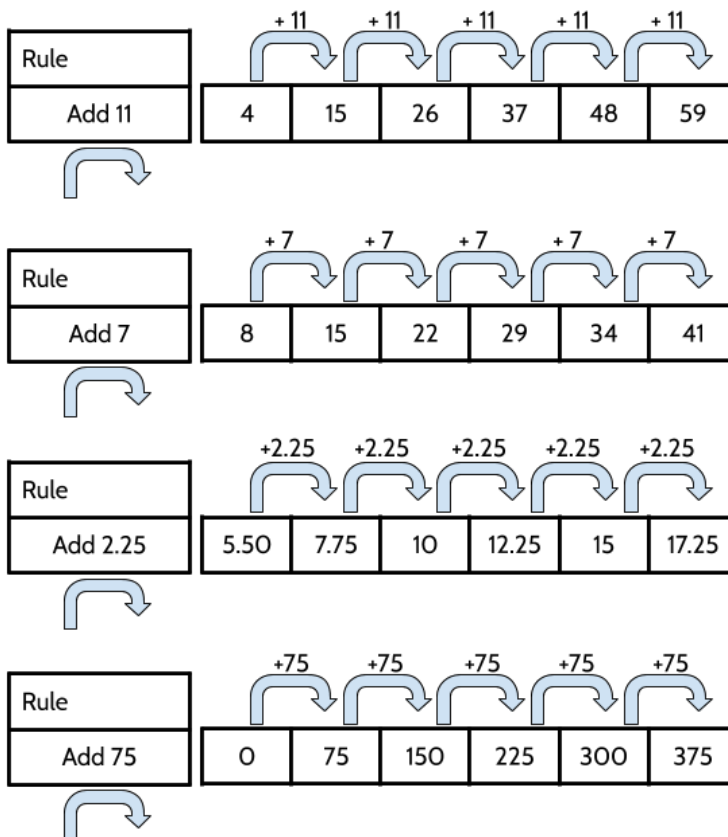 + 11 + 11 + 11 + 11 + 11
Rule
Add 11 4 15 26 37 48 59
+ 7 + 7 + 7 + 7 + 7
Rule
Add 7 8 15 22 29 34 41
+2.25 +2.25 +2.25 +2.25 +2.25
Rule
Add 2.25 5.50 7.75 10 12.25 15 17.25
+75 +75 +75 +75 +75
Rule
Add 75 0 75 150 225 300 375